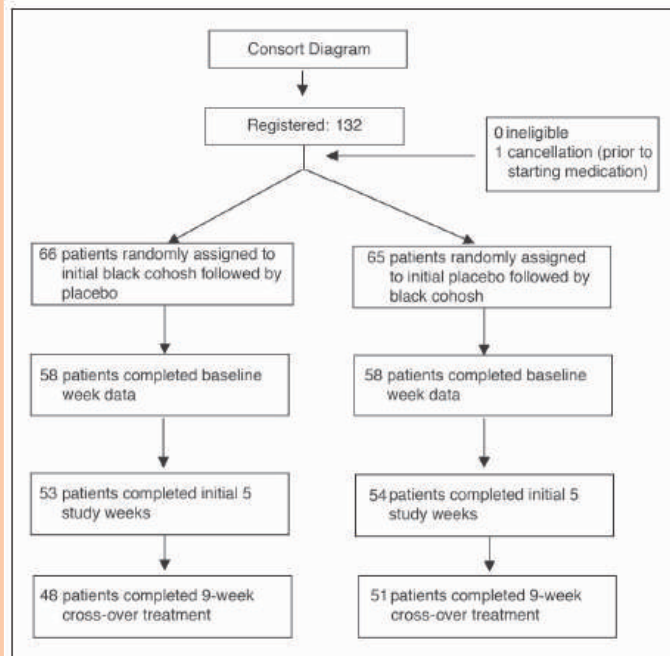 Consort Diagram
Registered: 132
0 ineligible
1 cancellation (prior to
starting medication)
66 patients randomly assigned to
initial black cohosh followed by
placebo
65 patients randomly assigned
to initial placebo followed by
black cohosh
58 patients completed baseline
week data
58 patients completed baseline
week data
53 patients completed initial 5
study weeks
54 patients completed initial 5
study weeks
48 patients completed 9-week
cross-over treatment
51 patients completed 9-week
cross-over treatment